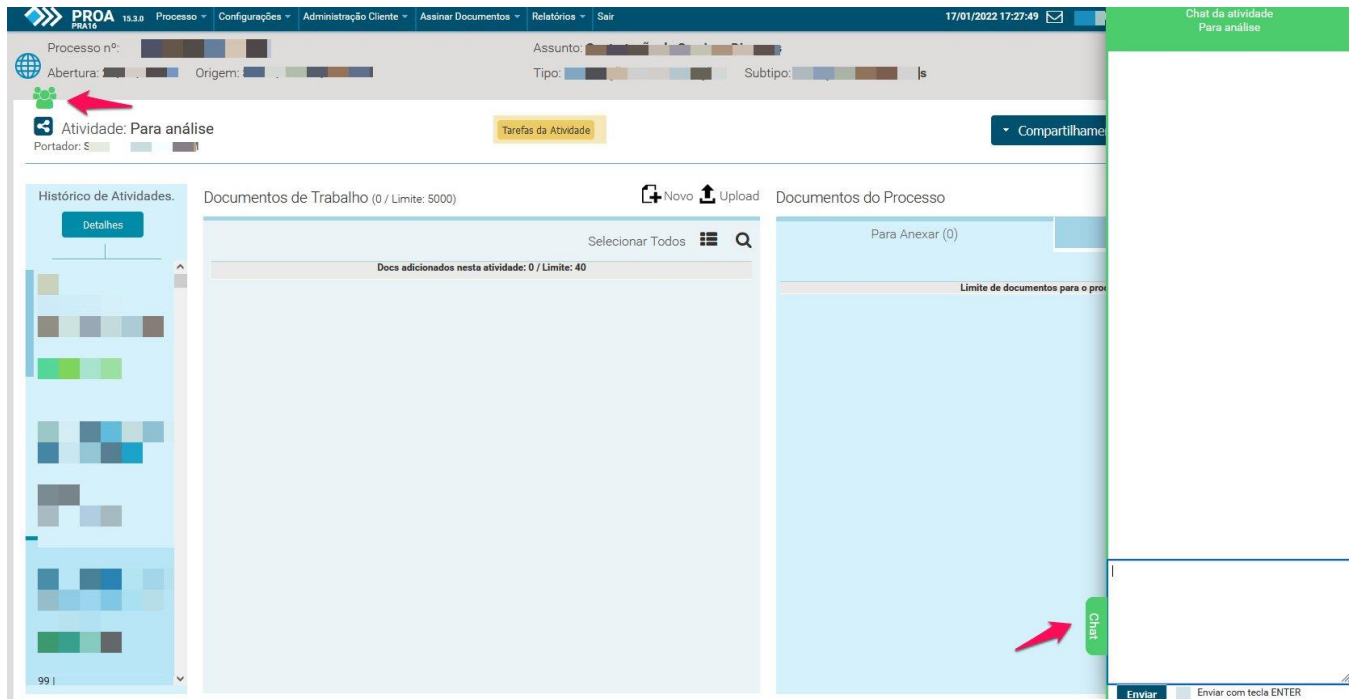 PROA 15.3.0 Processo Configurações Administração Cliente Assinar Documentos Relatórios Sair 17/01/2022 17:27:49
PRA16
Chat da atividade
Para análise
Processo nº: Assunto:
Abertura: Origem: Tipo: Subtipo:
Atividade: Para análise
Tarefas da Atividade
Compartilhame
Portador: S
Histórico de Atividades.
Detalhes
99 |
Documentos de Trabalho (0 / Limite: 5000) Novo Upload
Selecionar Todos
Docs adicionados nesta atividade: 0 / Limite: 40
Documentos do Processo
Para Anexar (0)
Limite de documentos para o proc
Chat
Enviar Enviar com tecla ENTER